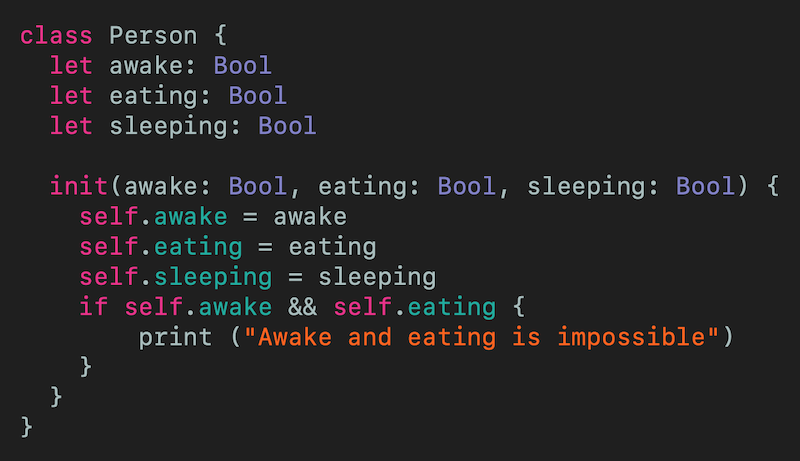 class Person {
  let awake: Bool
  let eating: Bool
  let sleeping: Bool

  init(awake: Bool, eating: Bool, sleeping: Bool) {
    self.awake = awake
    self.eating = eating
    self.sleeping = sleeping
    if self.awake && self.eating {
        print ("Awake and eating is impossible")
    }
  }
}